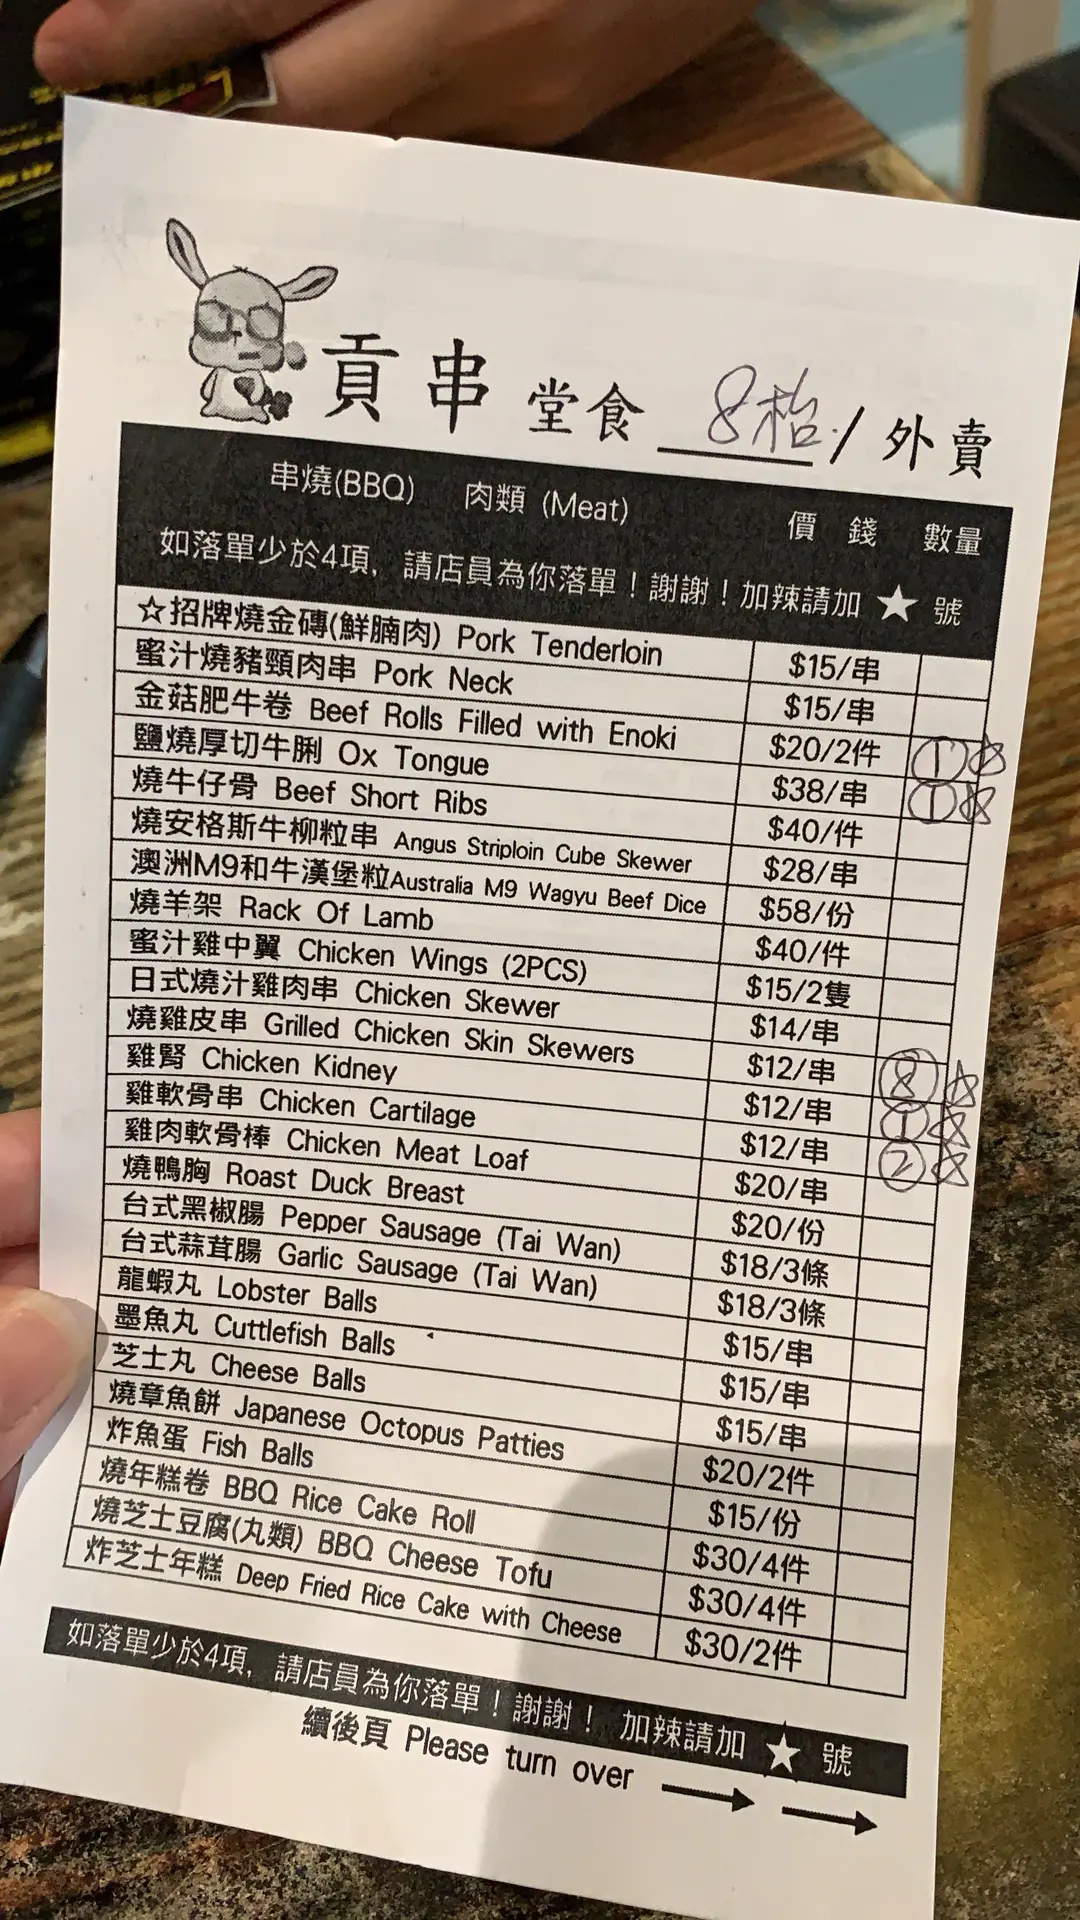 貢串 堂食 8枱 / 外賣
串燒(BBQ) 肉類 (Meat) 價錢 數量
如落單少於4項, 請店員為你落單！謝謝！加辣請加 ★ 號
☆招牌燒金磚(鮮腩肉) Pork Tenderloin $15/串
蜜汁燒豬頸肉串 Pork Neck $15/串
金菇肥牛卷 Beef Rolls Filled with Enoki $20/2件 1 ☆
鹽燒厚切牛脷 Ox Tongue $38/串 1 ☆
燒牛仔骨 Beef Short Ribs $40/件
燒安格斯牛柳粒串 Angus Striploin Cube Skewer $28/串
澳洲M9和牛漢堡粒Australia M9 Wagyu Beef Dice $58/份
燒羊架 Rack Of Lamb $40/件
蜜汁雞中翼 Chicken Wings (2PCS) $15/2隻
日式燒汁雞肉串 Chicken Skewer $14/串
燒雞皮串 Grilled Chicken Skin Skewers $12/串 8 ☆
雞腎 Chicken Kidney $12/串 1 ☆
雞軟骨串 Chicken Cartilage $12/串 2 ☆
雞肉軟骨棒 Chicken Meat Loaf $20/串
燒鴨胸 Roast Duck Breast $20/份
台式黑椒腸 Pepper Sausage (Tai Wan) $18/3條
台式蒜茸腸 Garlic Sausage (Tai Wan) $18/3條
龍蝦丸 Lobster Balls $15/串
墨魚丸 Cuttlefish Balls $15/串
芝士丸 Cheese Balls $15/串
燒章魚餅 Japanese Octopus Patties $20/2件
炸魚蛋 Fish Balls $15/份
燒年糕卷 BBQ Rice Cake Roll $30/4件
燒芝士豆腐(丸類) BBQ Cheese Tofu $30/4件
炸芝士年糕 Deep Fried Rice Cake with Cheese $30/2件
如落單少於4項, 請店員為你落單！謝謝！ 加辣請加 ★ 號
續後頁 Please turn over